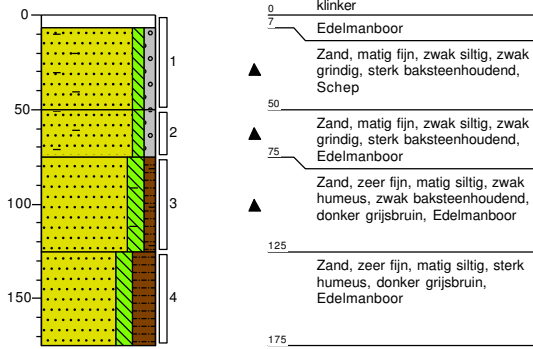 klinker
0
0
7
Edelmanboor
Zand, matig fijn, zwak siltig, zwak
grindig, sterk baksteenhoudend,
Schep
1
50
50
Zand, matig fijn, zwak siltig, zwak
grindig, sterk baksteenhoudend,
Edelmanboor
2
75
Zand, zeer fijn, matig siltig, zwak
humeus, zwak baksteenhoudend,
donker grijsbruin, Edelmanboor
3
100
125
Zand, zeer fijn, matig siltig, sterk
humeus, donker grijsbruin,
Edelmanboor
4
150
175